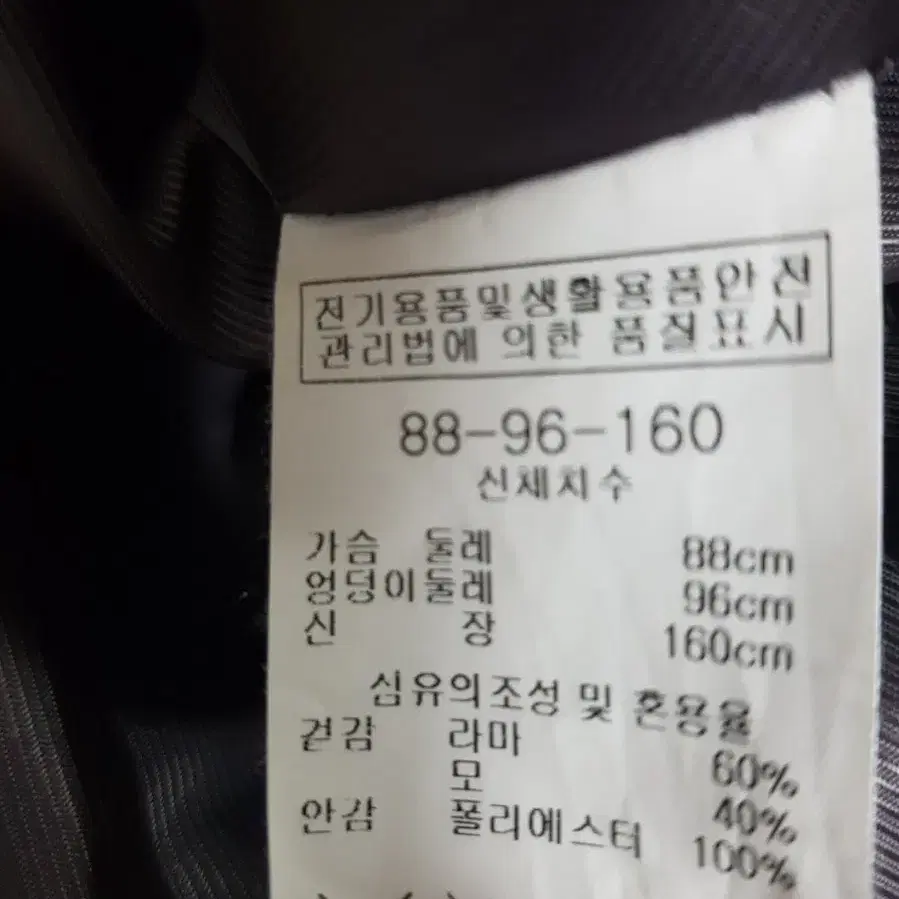 전기용품및생활용품안전
관리법에 의한 품질표시
88-96-160
신체치수
가슴 둘레 88cm
엉덩이둘레 96cm
신 장 160cm
섬유의조성 및 혼용율
겉감 라마 60%
모 40%
안감 폴리에스터 100%